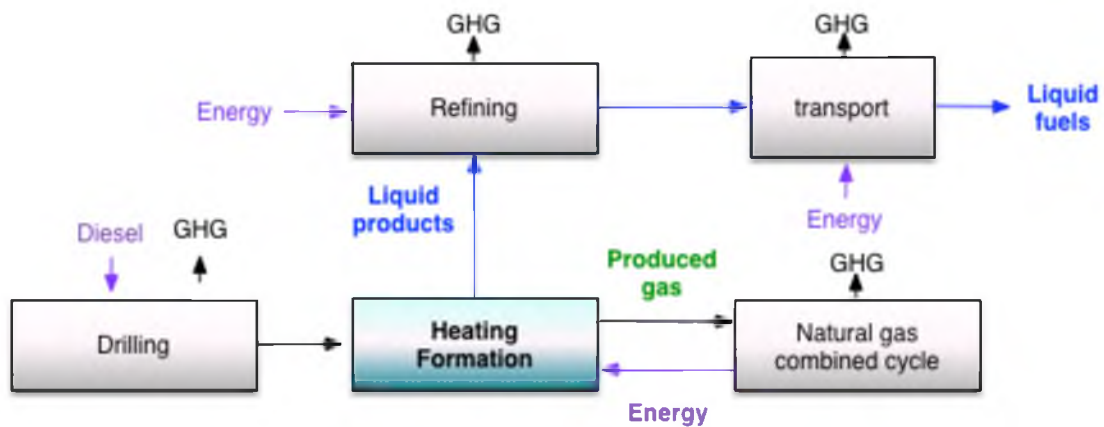 GHG
GHG
Energy
Refining
transport
Liquid
fuels
Liquid
products
Energy
Diesel
GHG
Produced
gas
GHG
Drilling
Heating
Formation
Natural gas
combined cycle
Energy